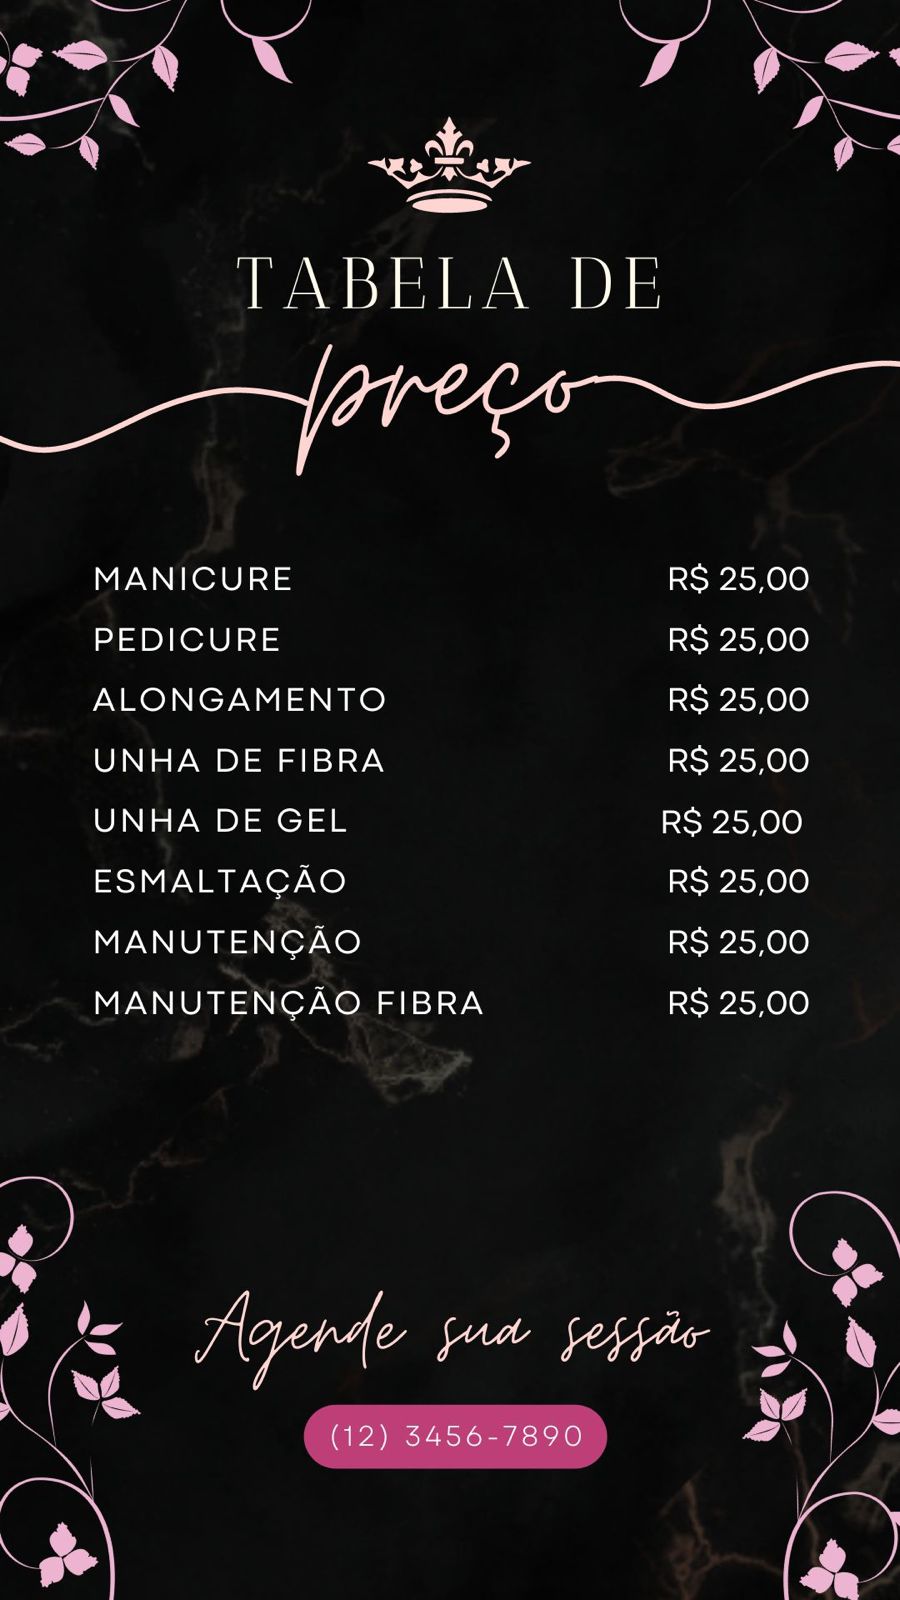 TABELA DE
preço
MANICURE R$ 25,00
PEDICURE R$ 25,00
ALONGAMENTO R$ 25,00
UNHA DE FIBRA R$ 25,00
UNHA DE GEL R$ 25,00
ESMALTAÇÃO R$ 25,00
MANUTENÇÃO R$ 25,00
MANUTENÇÃO FIBRA R$ 25,00
Agende sua sessão
(12) 3456-7890